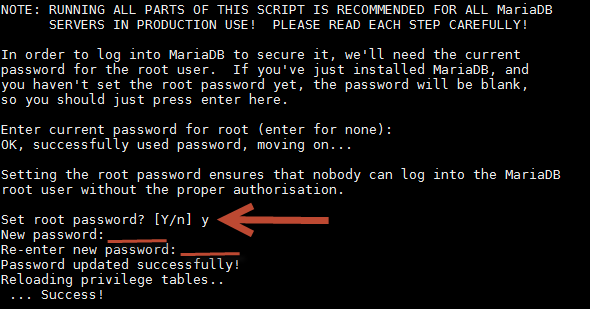 NOTE: RUNNING ALL PARTS OF THIS SCRIPT IS RECOMMENDED FOR ALL MariaDB
SERVERS IN PRODUCTION USE!  PLEASE READ EACH STEP CAREFULLY!
In order to log into MariaDB to secure it, we'll need the current
password for the root user.  If you've just installed MariaDB, and
you haven't set the root password yet, the password will be blank,
so you should just press enter here.
Enter current password for root (enter for none):
OK, successfully used password, moving on...
Setting the root password ensures that nobody can log into the MariaDB
root user without the proper authorisation.
Set root password? [Y/n] y
New password:
Re-enter new password:
Password updated successfully!
Reloading privilege tables..
... Success!